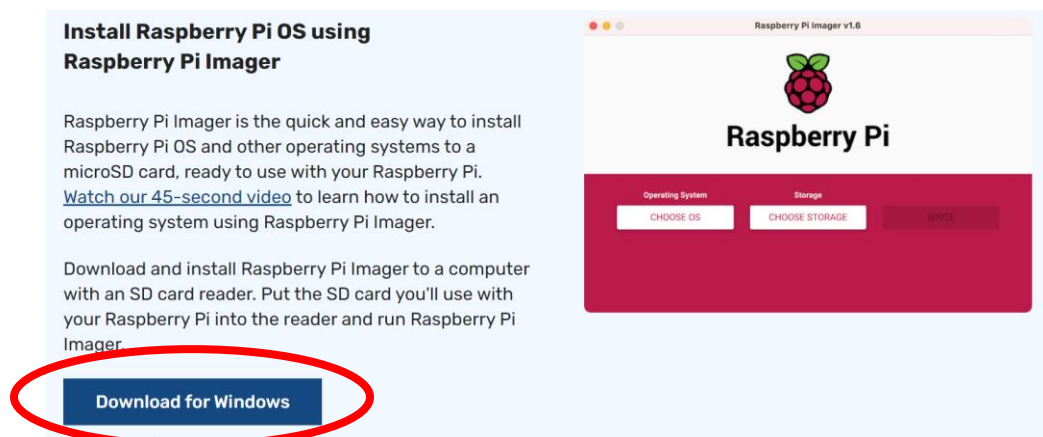 Install Raspberry Pi OS using
Raspberry Pi Imager
Raspberry Pi Imager is the quick and easy way to install
Raspberry Pi OS and other operating systems to a
microSD card, ready to use with your Raspberry Pi.
Watch our 45-second video to learn how to install an
operating system using Raspberry Pi Imager.
Download and install Raspberry Pi Imager to a computer
with an SD card reader. Put the SD card you'll use with
your Raspberry Pi into the reader and run Raspberry Pi
Imager.
Download for Windows
Raspberry Pi Imager v1.6
Raspberry Pi
Operating System
Storage
CHOOSE OS
CHOOSE STORAGE
WRITE